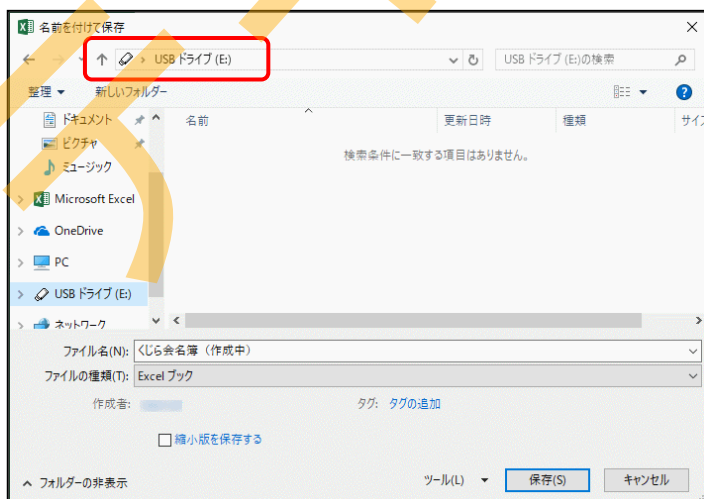 名前を付けて保存
USB ドライブ (E:)
USB ドライブ (E:)の検索
整理
新しいフォルダー
名前
更新日時
種類
サイズ
検索条件に一致する項目はありません。
ドキュメント
ピクチャ
ミュージック
Microsoft Excel
OneDrive
PC
USB ドライブ (E:)
ネットワーク
ファイル名(N): くじら会名簿（作成中）
ファイルの種類(T): Excel ブック
作成者:
タグ: タグの追加
縮小版を保存する
フォルダーの非表示
ツール(L)
保存(S)
キャンセル